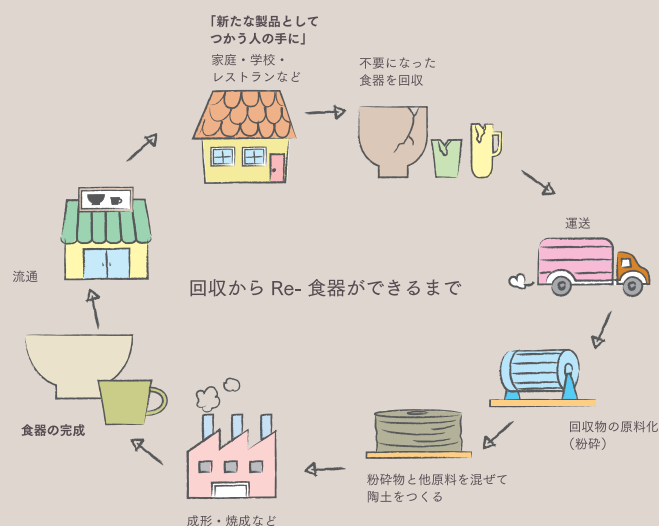 「新たな製品として
つかう人の手に」
家庭・学校・
レストランなど
不要になった
食器を回収
運送
流通
回収から Re- 食器ができるまで
回収物の原料化
（粉砕）
食器の完成
粉砕物と他原料を混ぜて
陶土をつくる
成形・焼成など